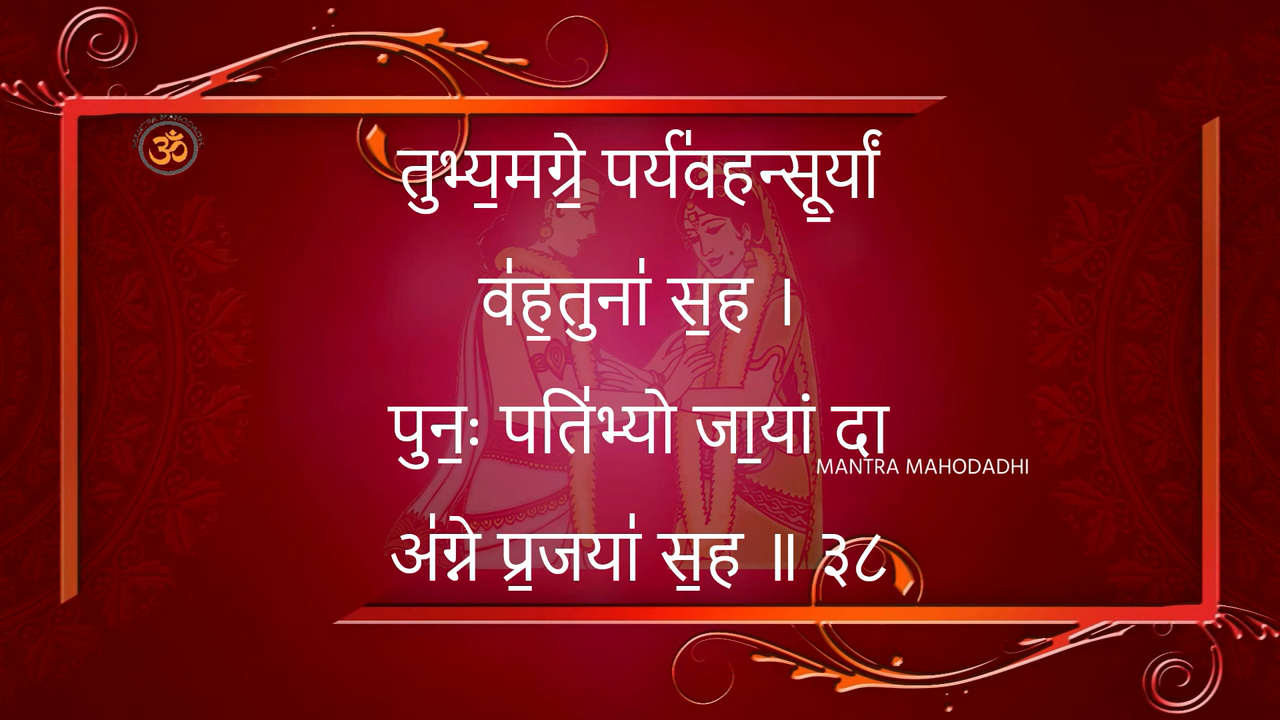 तुभ्य॒मग्रे॒ पर्य॑वहन्सू॒र्यां
व॑ह॒तुना॑ स॒ह ।
पुन॒ः पति॑भ्यो जा॒यां दा
MANTRA MAHODADHI
अ॑ग्ने प्र॒जया॑ स॒ह ॥ ३८